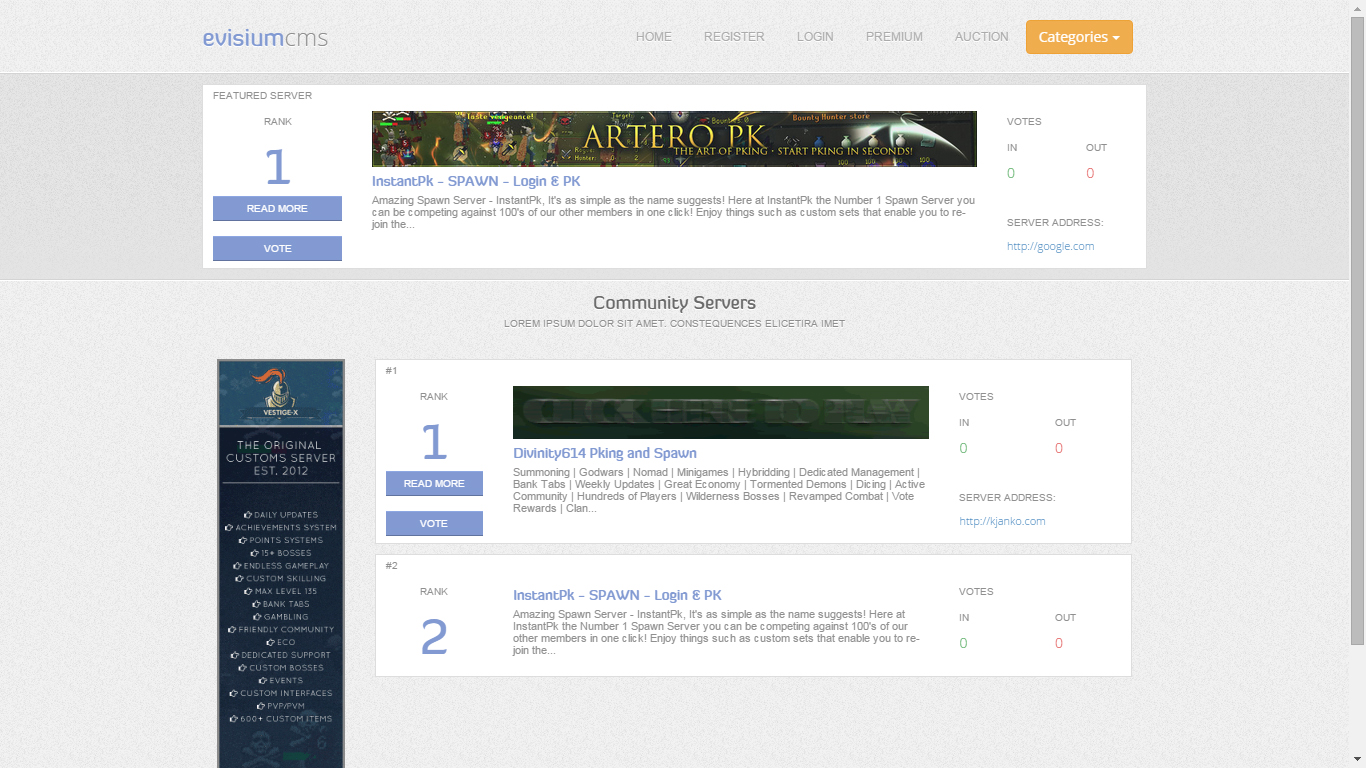 evisiumcms
HOME
REGISTER
LOGIN
PREMIUM
AUCTION
Categories
FEATURED SERVER
RANK
1
READ MORE
VOTE
Taste vengeance!
Target:
Bounties: 0
Bounty Hunter store
ARTERO PK
THE ART OF PKING · START PKING IN SECONDS!
InstantPk - SPAWN - Login & PK
Amazing Spawn Server - InstantPk, It's as simple as the name suggests! Here at InstantPk the Number 1 Spawn Server you
can be competing against 100's of our other members in one click! Enjoy things such as custom sets that enable you to re-
join the...
VOTES
IN
OUT
0
0
SERVER ADDRESS:
http://google.com
Community Servers
LOREM IPSUM DOLOR SIT AMET. CONSTEQUENCES ELICETIRA IMET
VESTIGE-X
THE ORIGINAL
CUSTOMS SERVER
EST. 2012
DAILY UPDATES
ACHIEVEMENTS SYSTEM
POINTS SYSTEMS
15+ BOSSES
ENDLESS GAMEPLAY
CUSTOM SKILLING
MAX LEVEL 135
BANK TABS
GAMBLING
FRIENDLY COMMUNITY
ECO
DEDICATED SUPPORT
CUSTOM BOSSES
EVENTS
CUSTOM INTERFACES
PVP/PVM
600+ CUSTOM ITEMS
#1
RANK
1
READ MORE
VOTE
CLICK HERE TO PLAY
Divinity614 Pking and Spawn
Summoning | Godwars | Nomad | Minigames | Hybridding | Dedicated Management |
Bank Tabs | Weekly Updates | Great Economy | Tormented Demons | Dicing | Active
Community | Hundreds of Players | Wilderness Bosses | Revamped Combat | Vote
Rewards | Clan...
VOTES
IN
OUT
0
0
SERVER ADDRESS:
http://kjanko.com
#2
RANK
2
InstantPk - SPAWN - Login & PK
Amazing Spawn Server - InstantPk, It's as simple as the name suggests! Here at
InstantPk the Number 1 Spawn Server you can be competing against 100's of our
other members in one click! Enjoy things such as custom sets that enable you to re-
join the...
VOTES
IN
OUT
0
0